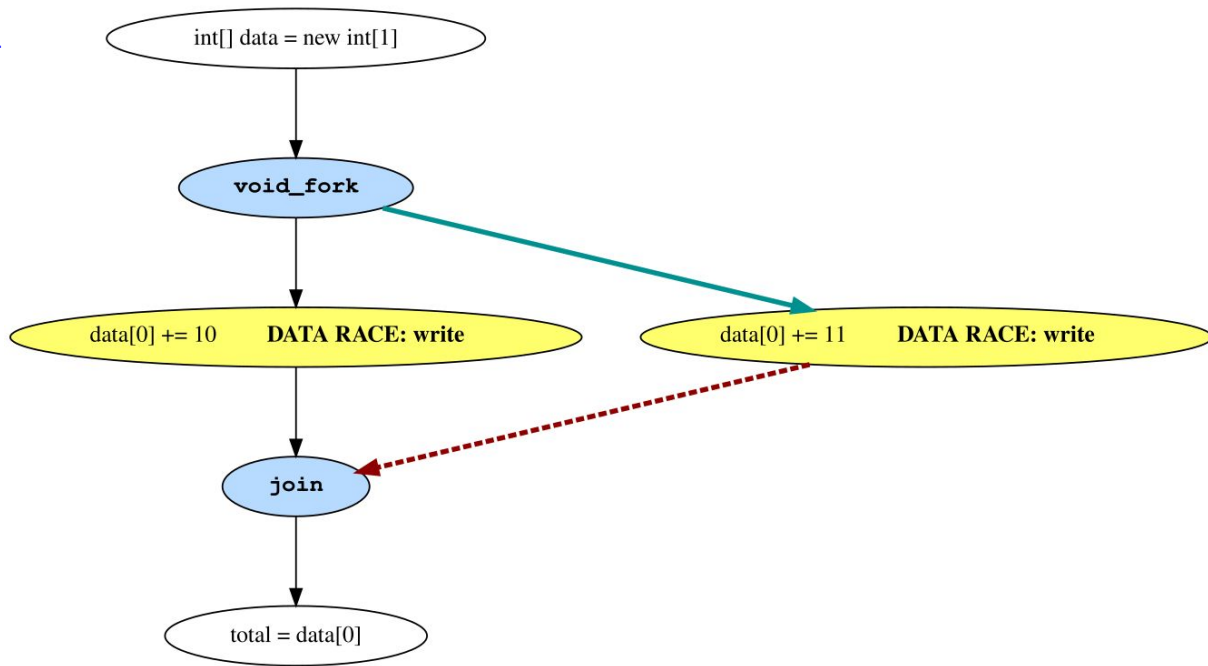 int[] data = new int[1]
void_fork
data[0] += 10 DATA RACE: write
data[0] += 11 DATA RACE: write
join
total = data[0]